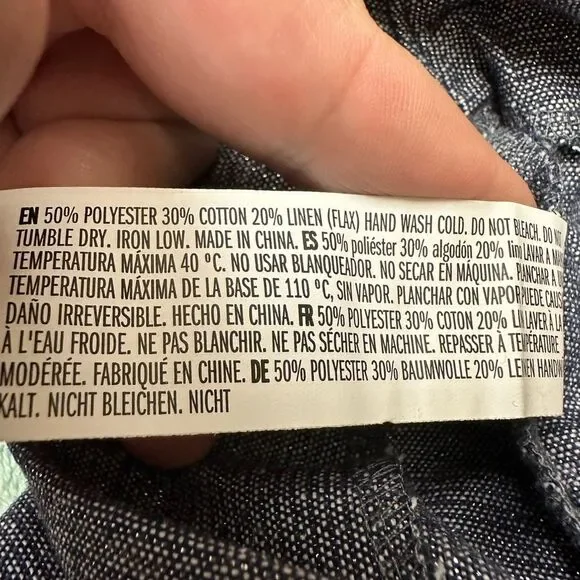 EN 50% POLYESTER 30% COTTON 20% LINEN (FLAX) HAND WASH COLD. DO NOT BLEACH. DO NOT
TUMBLE DRY. IRON LOW. MADE IN CHINA. ES 50% poliéster 30% algodón 20% lino LAVAR A
TEMPERATURA MÁXIMA 40 ºC. NO USAR BLANQUEADOR. NO SECAR EN MÁQUINA. PLANCHAR A
TEMPERATURA MÁXIMA DE LA BASE DE 110 ºC, SIN VAPOR. PLANCHAR CON VAPOR PUEDE
DAÑO IRREVERSIBLE. HECHO EN CHINA. FR 50% POLYESTER 30% COTON 20% LAVER À LA
À L'EAU FROIDE. NE PAS BLANCHIR. NE PAS SÉCHER EN MACHINE. REPASSER À TEMPÉRATURE
MODÉRÉE. FABRIQUÉ EN CHINE. DE 50% POLYESTER 30% BAUMWOLLE 20% LEINEN
KALT. NICHT BLEICHEN. NICHT